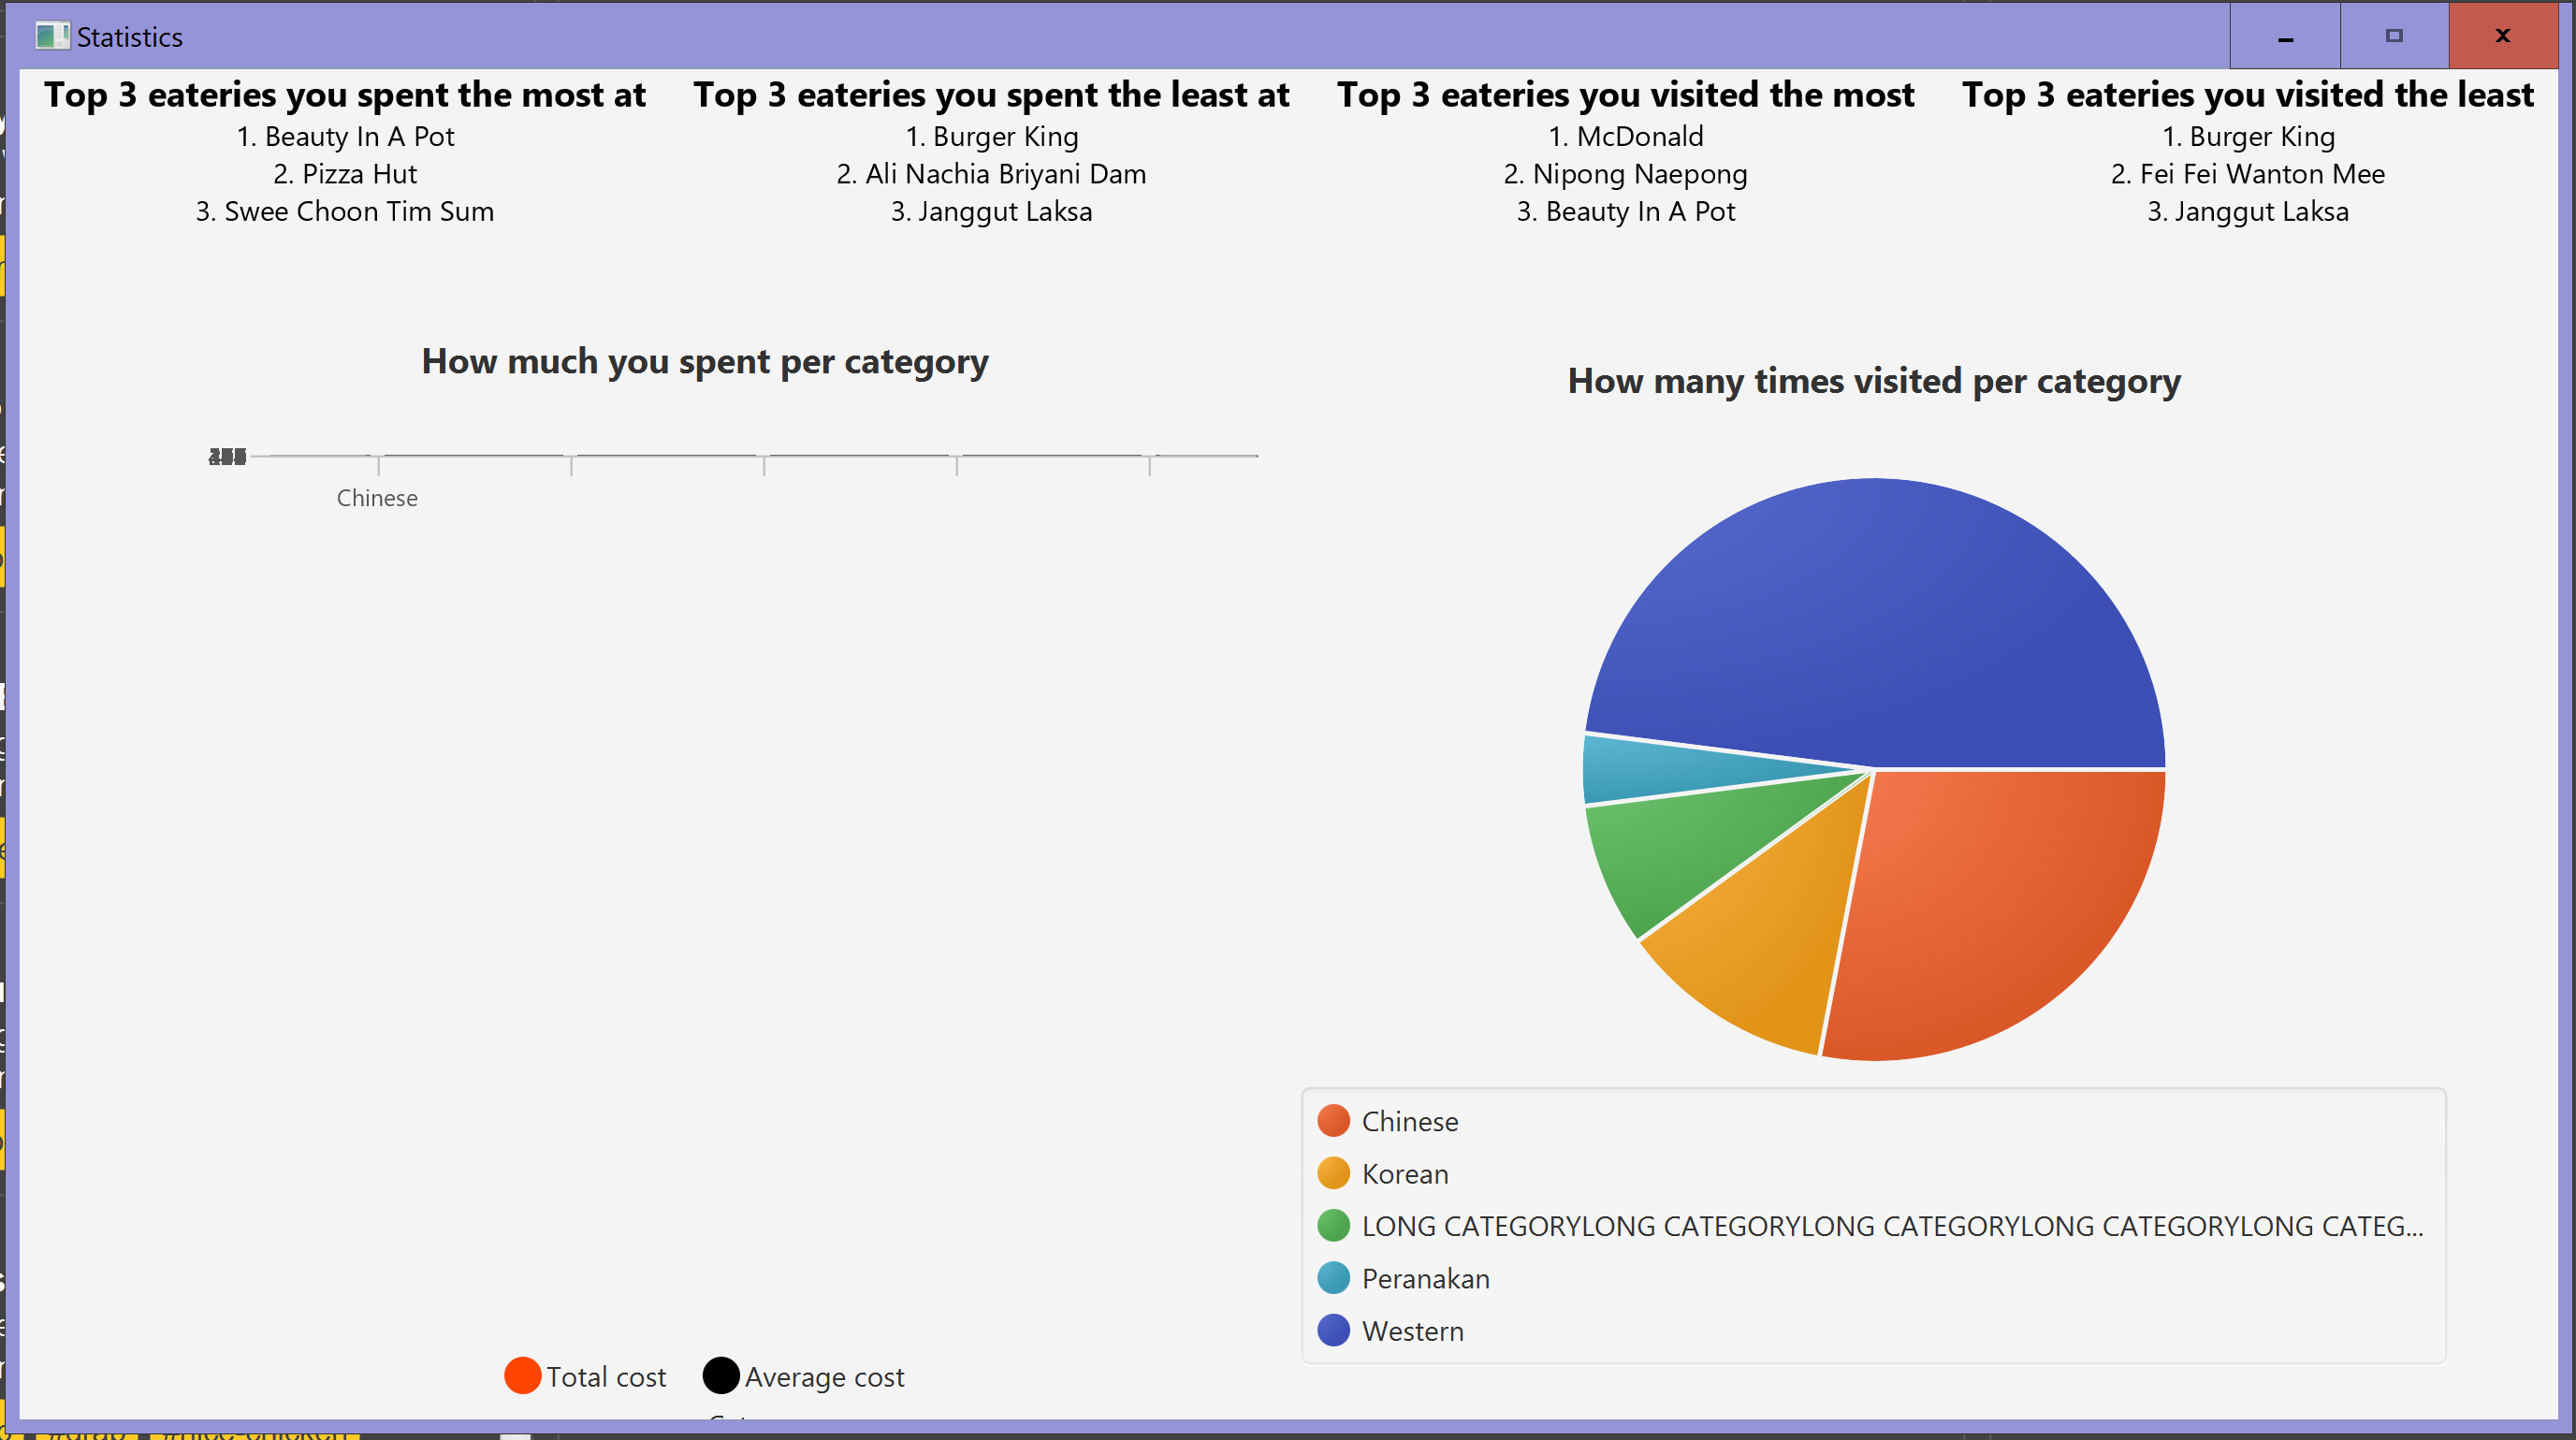 Statistics
Top 3 eateries you spent the most at
1. Beauty In A Pot
2. Pizza Hut
3. Swee Choon Tim Sum
Top 3 eateries you spent the least at
1. Burger King
2. Ali Nachia Briyani Dam
3. Janggut Laksa
Top 3 eateries you visited the most
1. McDonald
2. Nipong Naepong
3. Beauty In A Pot
Top 3 eateries you visited the least
1. Burger King
2. Fei Fei Wanton Mee
3. Janggut Laksa
How much you spent per category
Chinese
Total cost
Average cost
How many times visited per category
Chinese
Korean
LONG CATEGORYLONG CATEGORYLONG CATEGORYLONG CATEGORYLONG CATEG...
Peranakan
Western